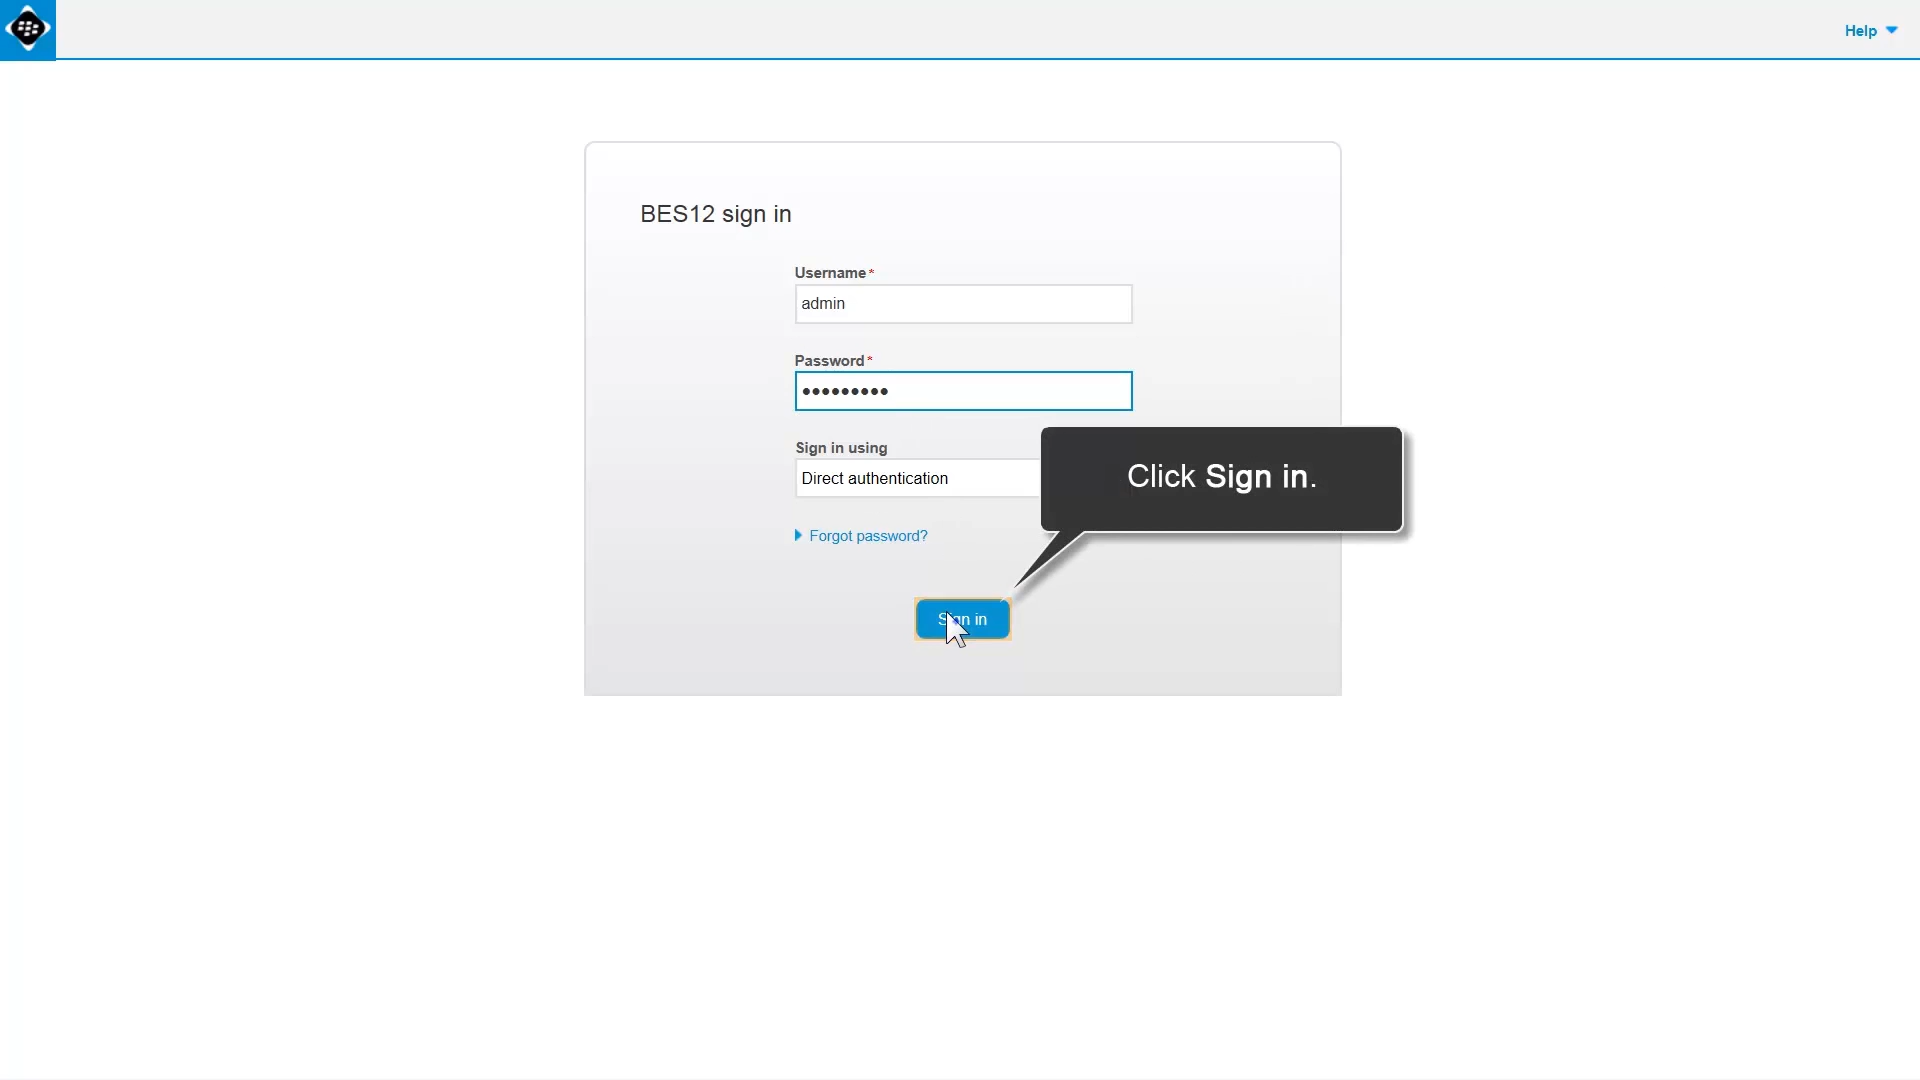 Help
BES12 sign in
Username*
admin
Password*
•••••••••
Sign in using
Direct authentication
Click Sign in.
Forgot password?
Sign in